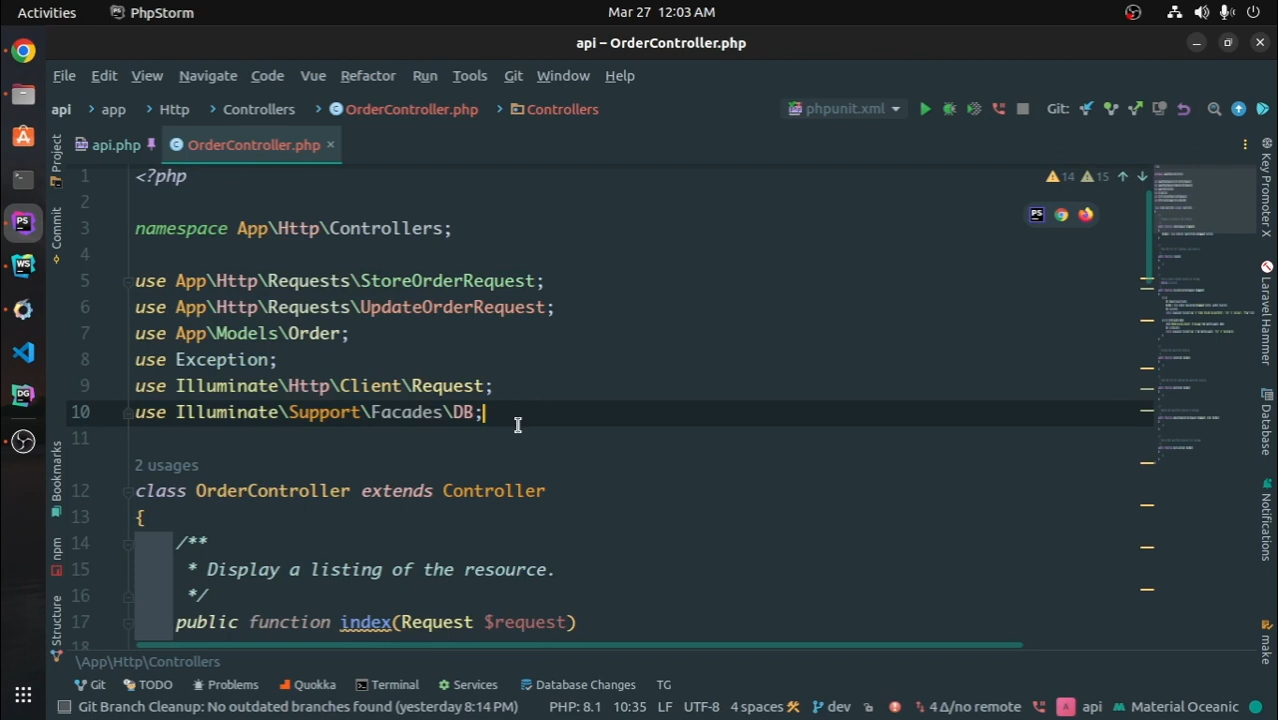 Activities PhpStorm Mar 27 12:03 AM
api – OrderController.php
File Edit View Navigate Code Vue Refactor Run Tools Git Window Help
api app Http Controllers OrderController.php Controllers phpunit.xml Git:
api.php OrderController.php
Project
Commit
Bookmarks
npm
Structure
Key Promoter X
Laravel Hammer
Database
Notifications
make
14 15
1 <?php
2
3 namespace App\Http\Controllers;
4
5 use App\Http\Requests\StoreOrderRequest;
6 use App\Http\Requests\UpdateOrderRequest;
7 use App\Models\Order;
8 use Exception;
9 use Illuminate\Http\Client\Request;
10 use Illuminate\Support\Facades\DB;
11
2 usages
12 class OrderController extends Controller
13 {
14 /**
15 * Display a listing of the resource.
16 */
17 public function index(Request $request)
18
\App\Http\Controllers
Git TODO Problems Quokka Terminal Services Database Changes TG
Git Branch Cleanup: No outdated branches found (yesterday 8:14 PM) PHP: 8.1 10:35 LF UTF-8 4 spaces dev 4 Δ/no remote A api Material Oceanic